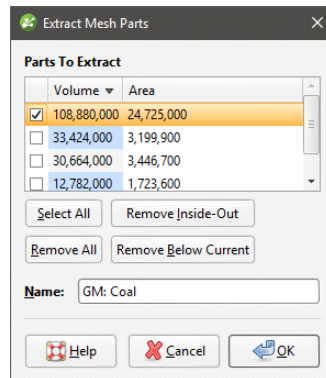 Extract Mesh Parts
Parts To Extract
Volume Area
108,880,000 24,725,000
33,424,000 3,199,900
30,664,000 3,446,700
12,782,000 1,723,600
Select All Remove Inside-Out
Remove All Remove Below Current
Name: GM: Coal
Help Cancel OK